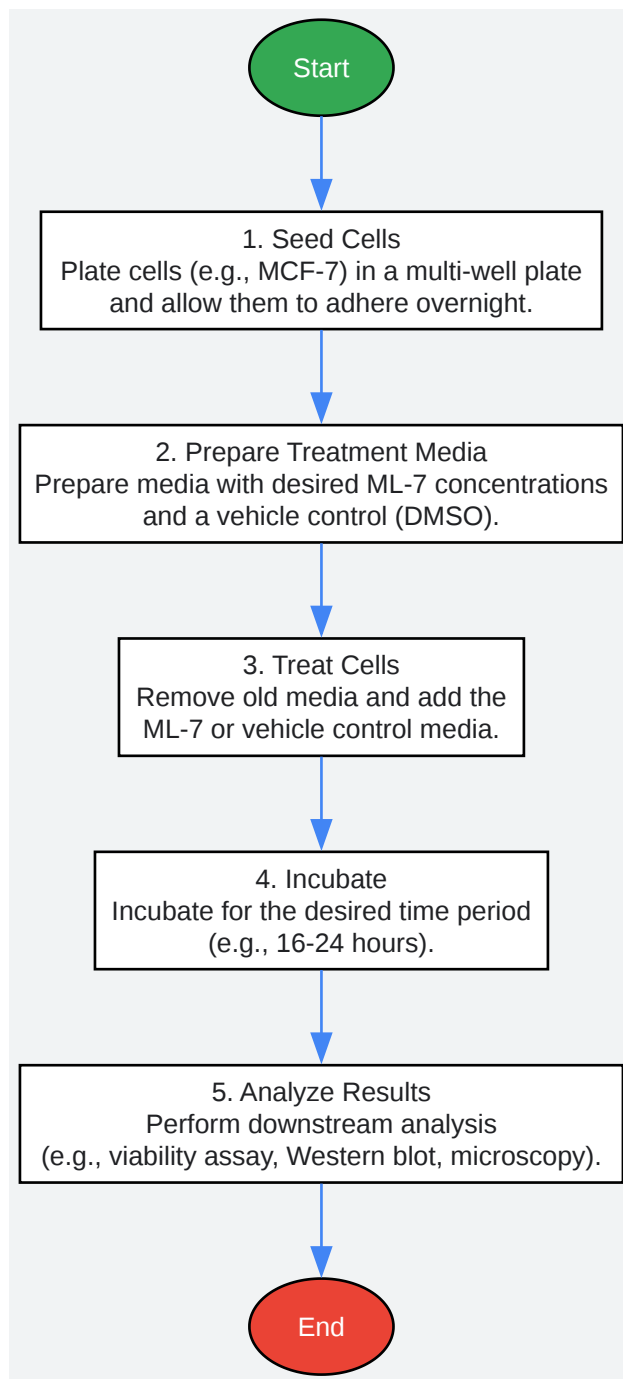 Start
1. Seed Cells
Plate cells (e.g., MCF-7) in a multi-well plate
and allow them to adhere overnight.
2. Prepare Treatment Media
Prepare media with desired ML-7 concentrations
and a vehicle control (DMSO).
3. Treat Cells
Remove old media and add the
ML-7 or vehicle control media.
4. Incubate
Incubate for the desired time period
(e.g., 16-24 hours).
5. Analyze Results
Perform downstream analysis
(e.g., viability assay, Western blot, microscopy).
End